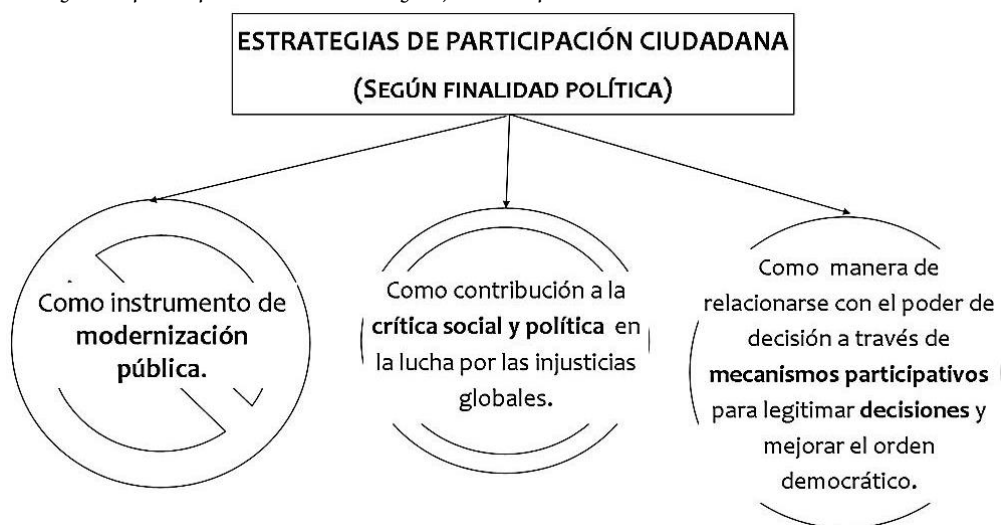 ESTRATEGIAS DE PARTICIPACIÓN CIUDADANA
(SEGÚN FINALIDAD POLÍTICA)
Como instrumento de
modernización
pública.
Como contribución a la
crítica social y política en
la lucha por las injusticias
globales.
Como manera de
relacionarse con el poder de
decisión a través de
mecanismos participativos
para legitimar decisiones y
mejorar el orden
democrático.